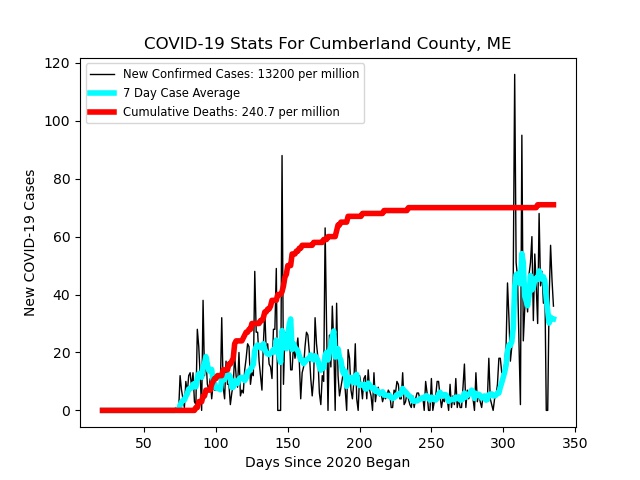 COVID-19 Stats For Cumberland County, ME
120
100
80
60
40
20
0
New COVID-19 Cases
New Confirmed Cases: 13200 per million
7 Day Case Average
Cumulative Deaths: 240.7 per million
50 100 150 200 250 300 350
Days Since 2020 Began